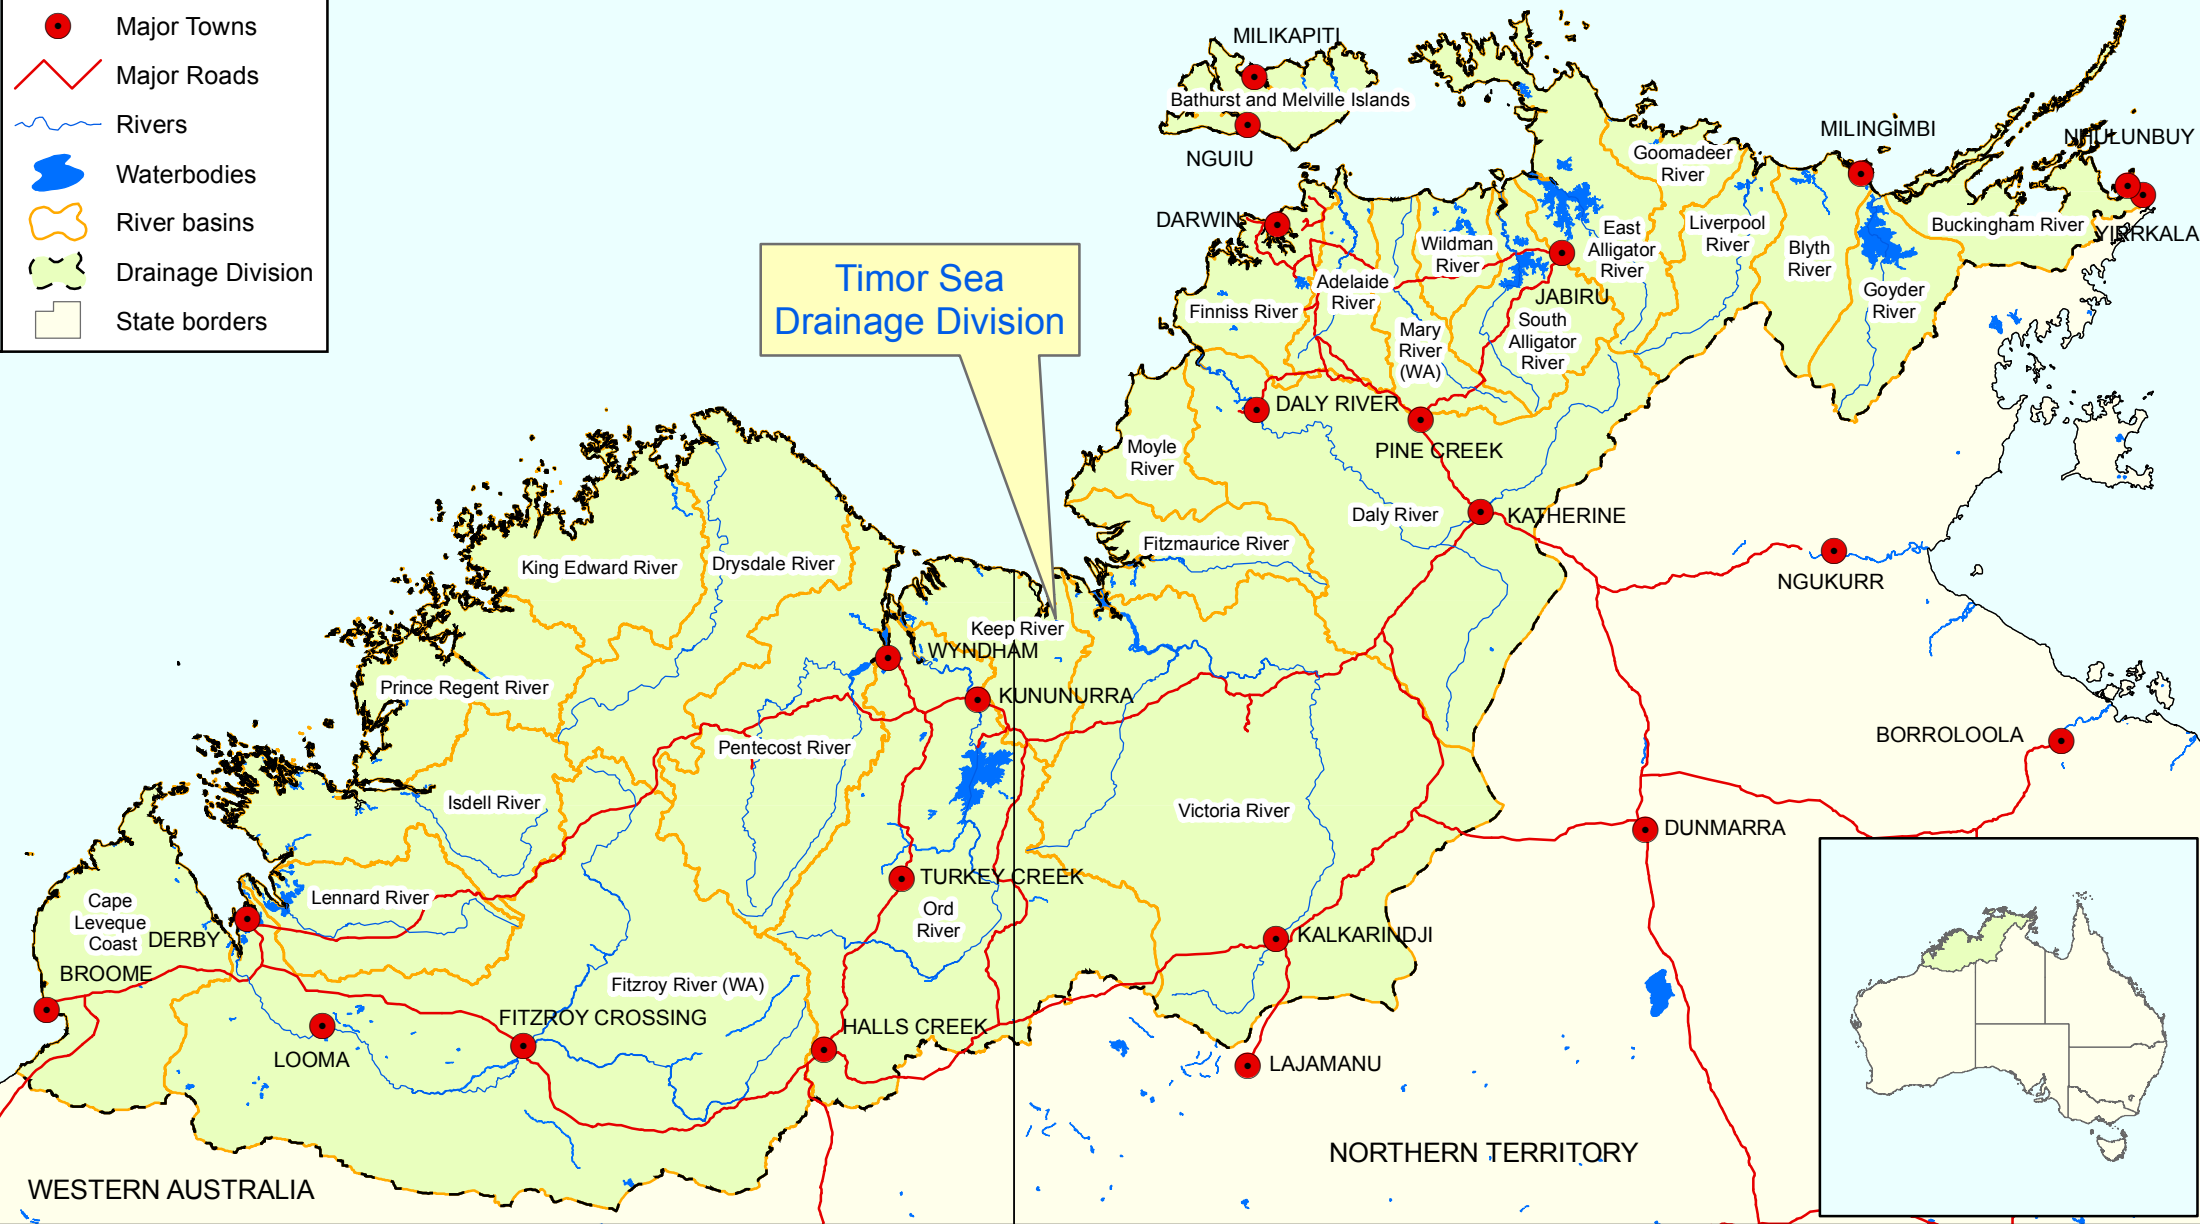 Major Towns
Major Roads
Rivers
Waterbodies
River basins
Drainage Division
State borders
Timor Sea
Drainage Division
MILIKAPITI
Bathurst and Melville Islands
NGUIU
DARWIN
Finniss River
Adelaide
River
Wildman
River
Mary
River
(WA)
JABIRU
South
Alligator
River
East
Alligator
River
Goomadeer
River
Liverpool
River
Blyth
River
MILINGIMBI
Goyder
River
Buckingham River
NHULUNBUY
YIRRKALA
DALY RIVER
PINE CREEK
Moyle
River
Daly River
KATHERINE
Fitzmaurice River
NGUKURR
King Edward River
Drysdale River
Keep River
WYNDHAM
KUNUNURRA
Prince Regent River
Pentecost River
Isdell River
Victoria River
BORROLOOLA
DUNMARRA
Lennard River
Cape
Leveque
Coast
DERBY
BROOME
TURKEY CREEK
Ord
River
KALKARINDJI
Fitzroy River (WA)
FITZROY CROSSING
HALLS CREEK
LOOMA
LAJAMANU
NORTHERN TERRITORY
WESTERN AUSTRALIA